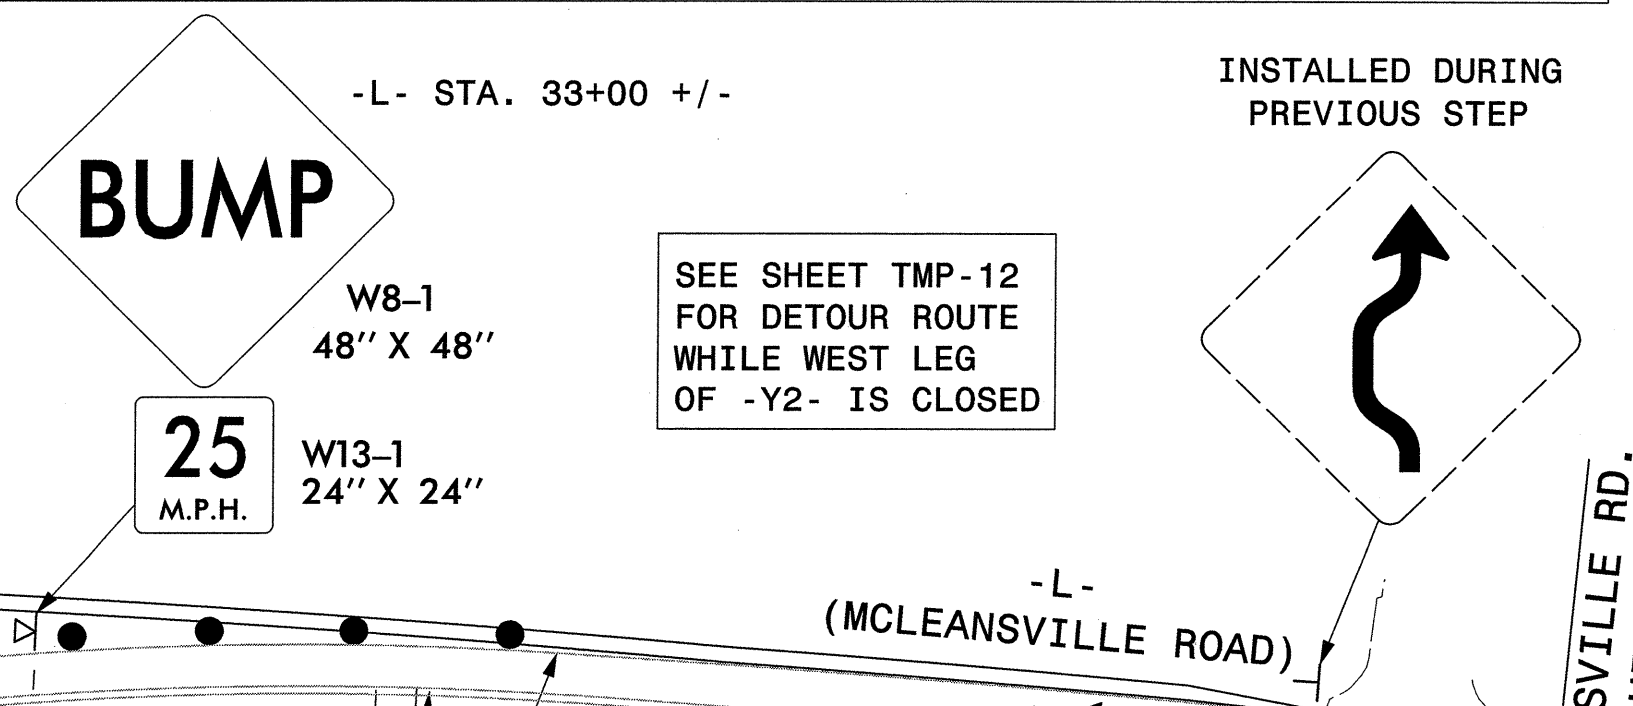 -L- STA. 33+00 +/-
BUMP
W8-1
48" X 48"
25
M.P.H.
W13-1
24" X 24"
SEE SHEET TMP-12
FOR DETOUR ROUTE
WHILE WEST LEG
OF -Y2- IS CLOSED
INSTALLED DURING
PREVIOUS STEP
-L-
(MCLEANSVILLE ROAD)
SVILLE RD.